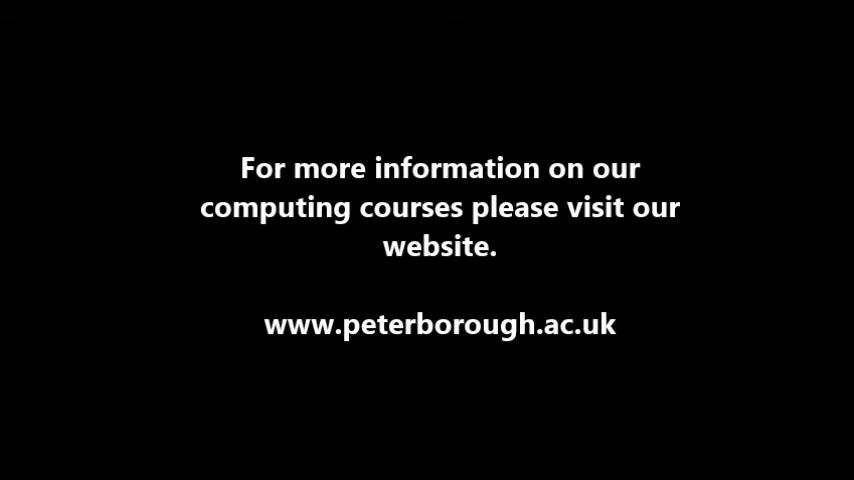 For more information on our
computing courses please visit our
website.
www.peterborough.ac.uk